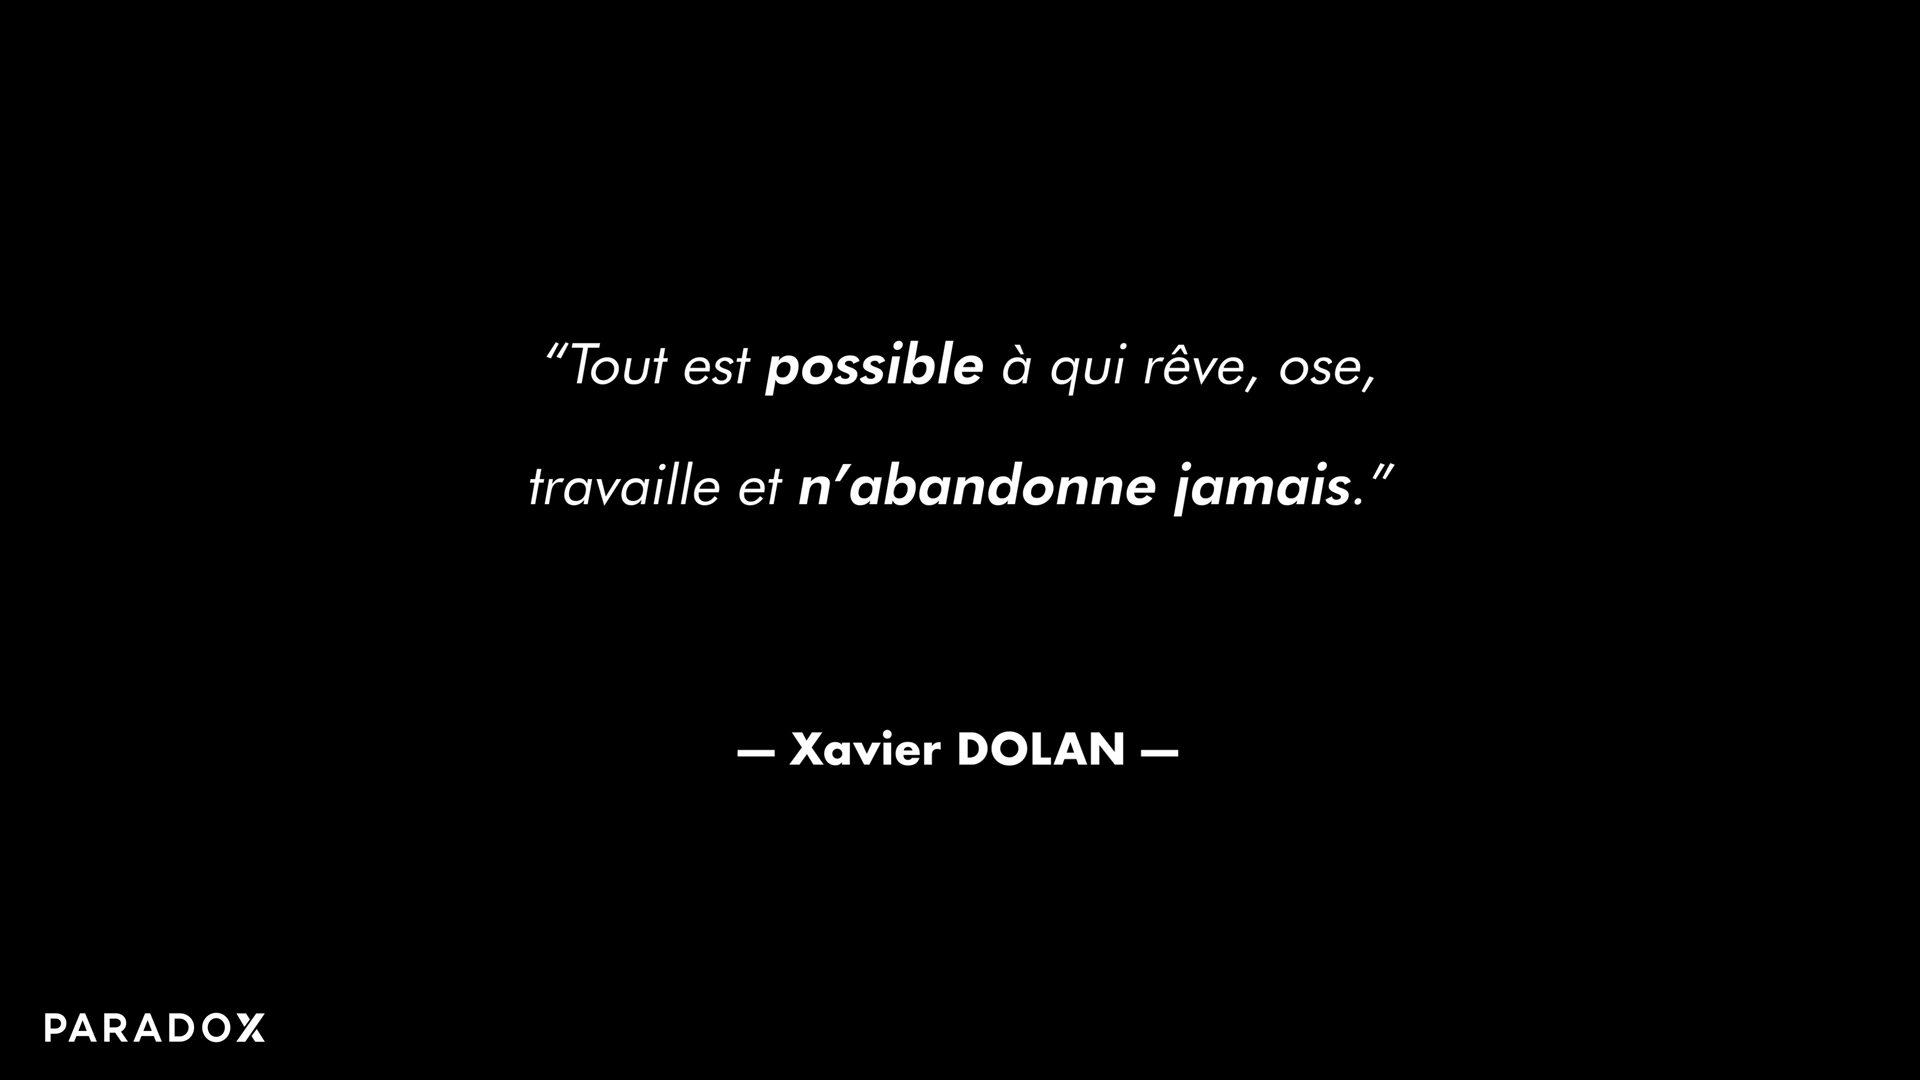 “Tout est possible à qui rêve, ose,
travaille et n’abandonne jamais.”
— Xavier DOLAN —
PARADOX